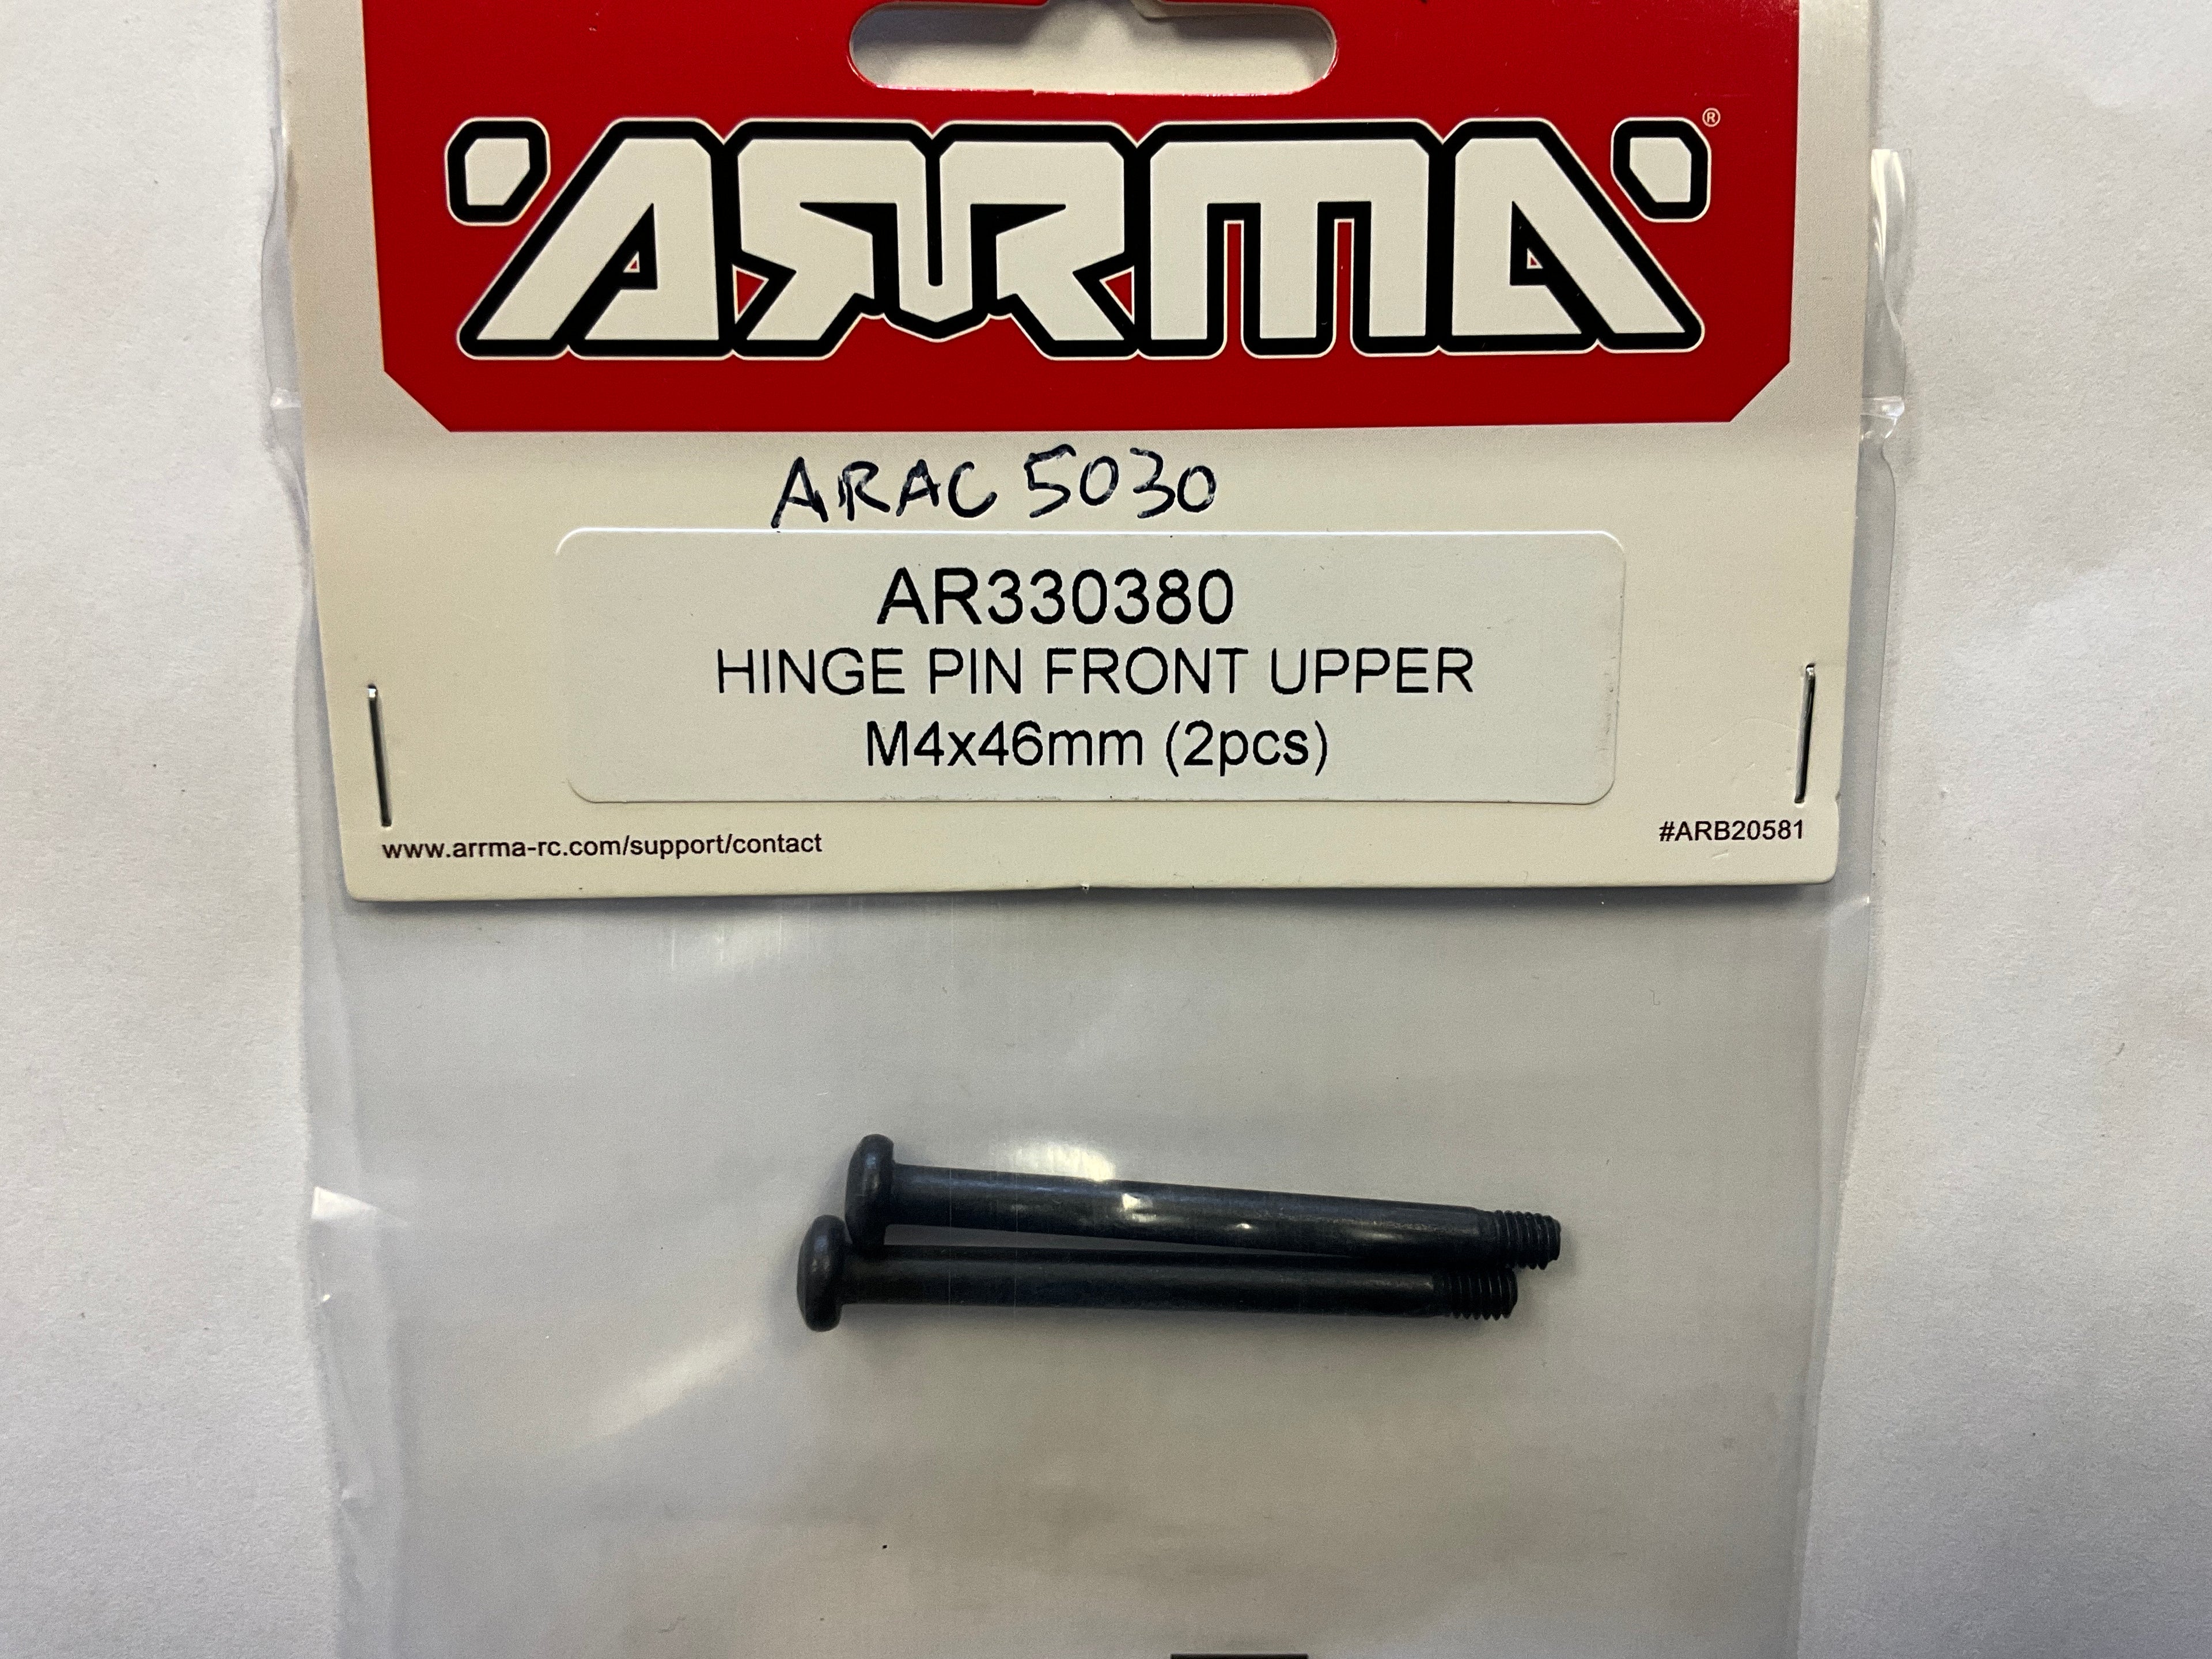 ARRMA®
ARAC 5030
AR330380
HINGE PIN FRONT UPPER
M4x46mm (2pcs)
www.arrma-rc.com/support/contact
#ARB20581